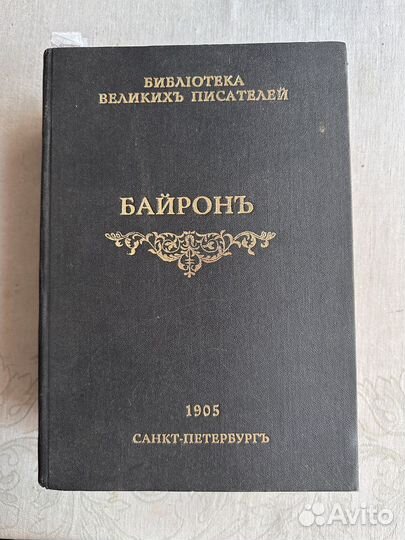 БИБЛІОТЕКА
ВЕЛИКИХЪ ПИСАТЕЛЕЙ
БАЙРОНЪ
1905
САНКТ-ПЕТЕРБУРГЪ
Avito